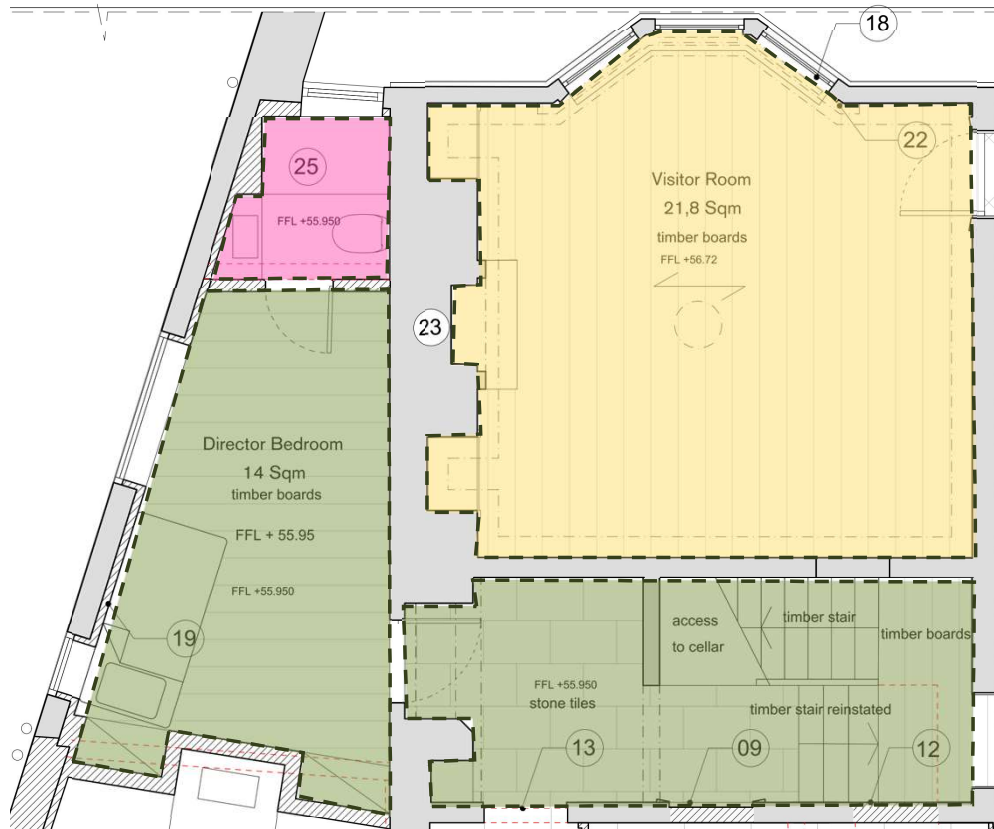 18
22
25
FFL +55.950
Visitor Room
21,8 Sqm
timber boards
FFL +56.72
23
Director Bedroom
14 Sqm
timber boards
FFL + 55.95
FFL +55.950
19
access
to cellar
timber stair
timber boards
FFL +55.950
stone tiles
timber stair reinstated
13
09
12